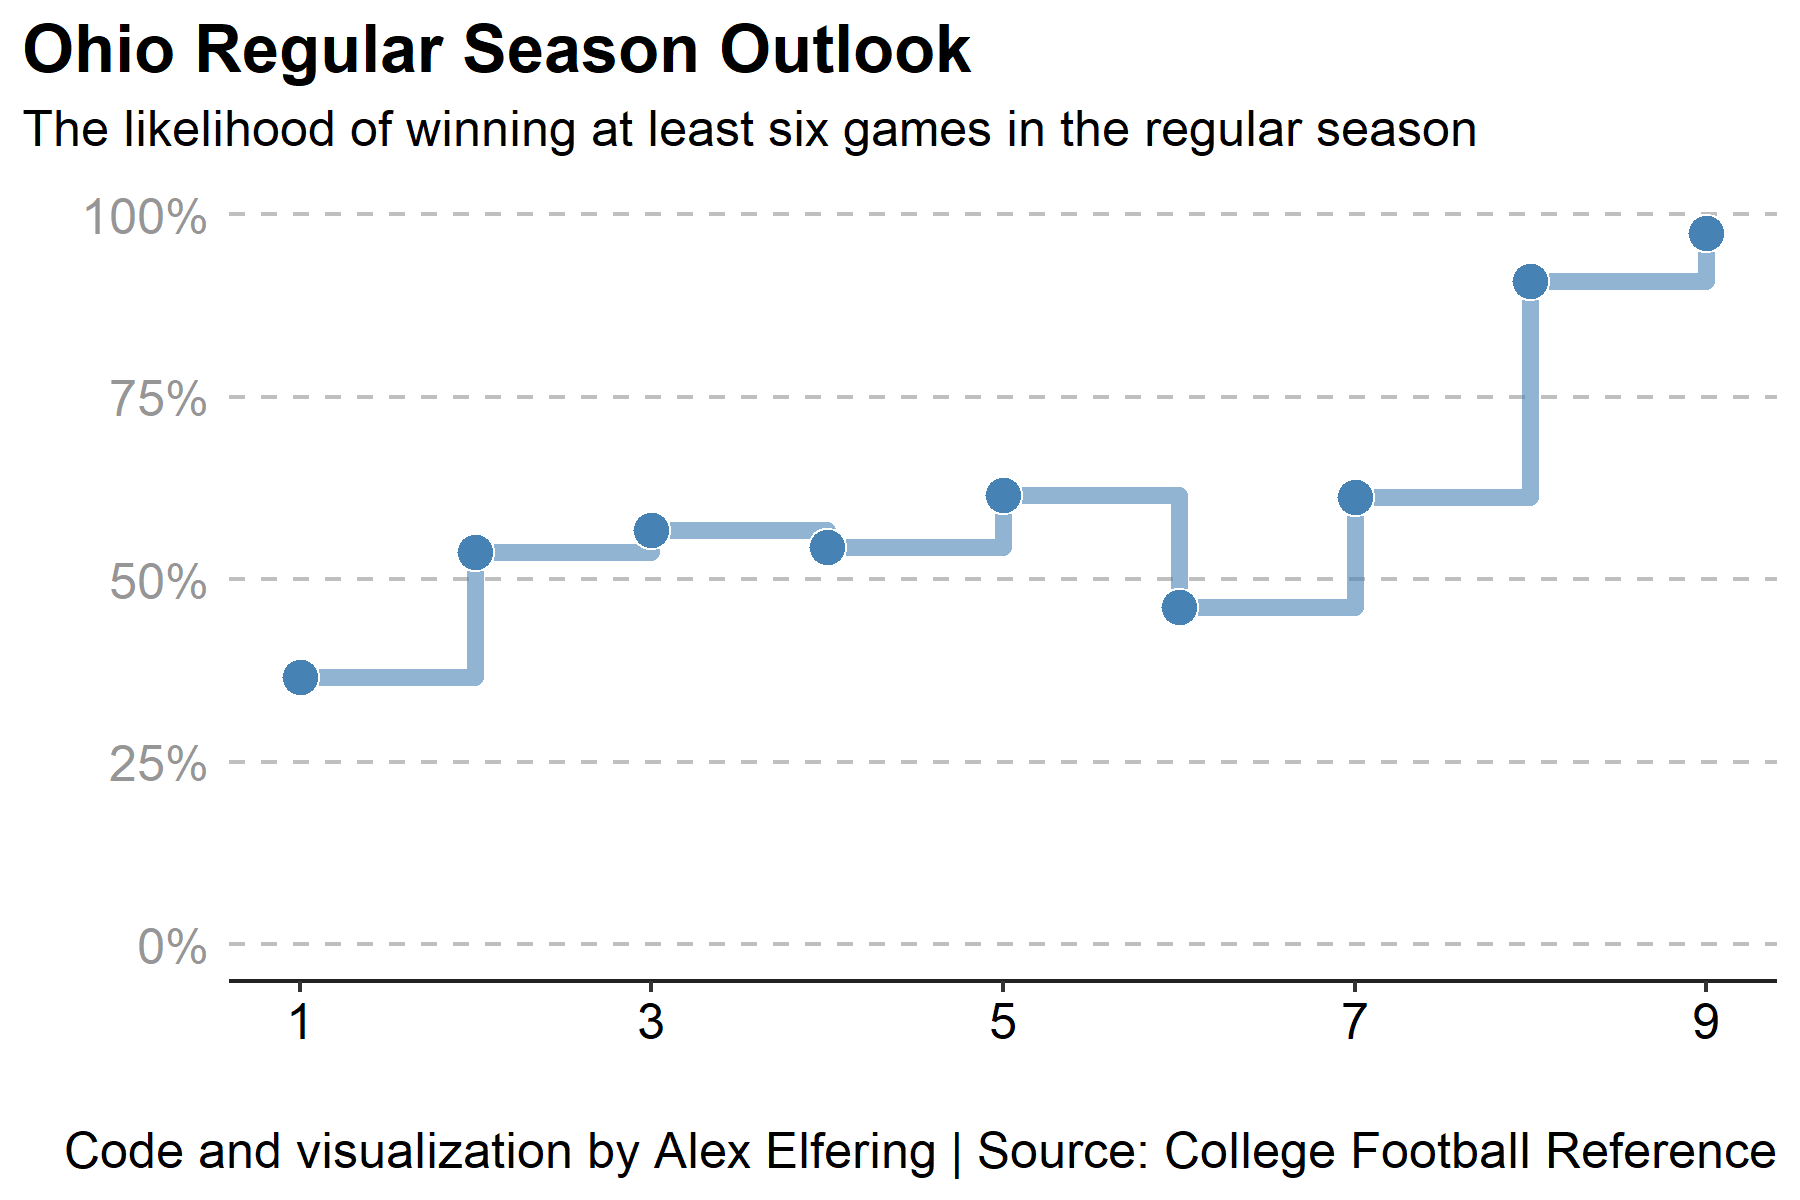 Ohio Regular Season Outlook
The likelihood of winning at least six games in the regular season
100%
75%
50%
25%
0%
1 3 5 7 9
Code and visualization by Alex Elfering | Source: College Football Reference